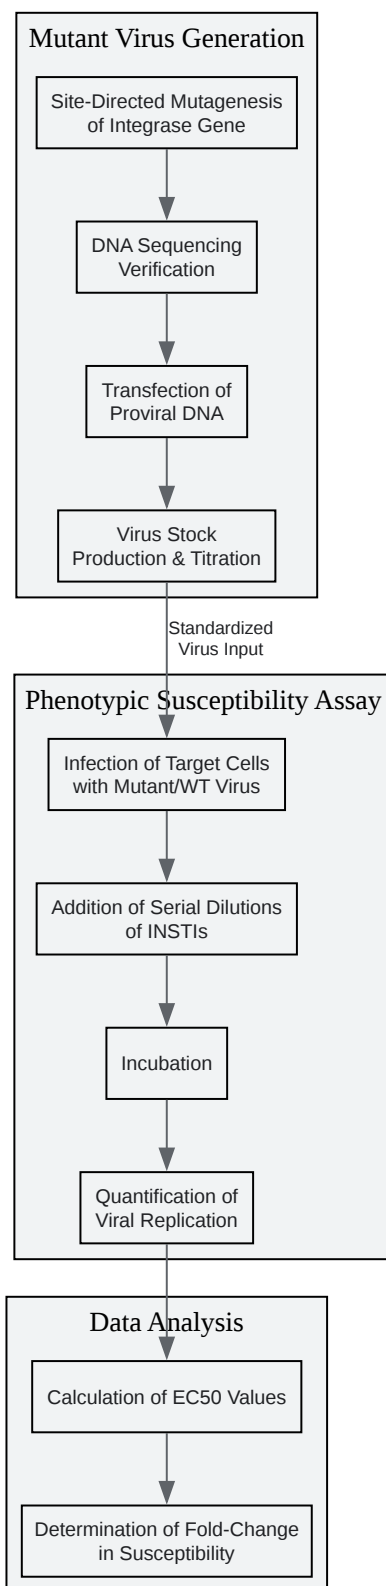 Mutant Virus Generation
Site-Directed Mutagenesis
of Integrase Gene
DNA Sequencing
Verification
Transfection of
Proviral DNA
Virus Stock
Production & Titration
Standardized
Virus Input
Phenotypic Susceptibility Assay
Infection of Target Cells
with Mutant/WT Virus
Addition of Serial Dilutions
of INSTIs
Incubation
Quantification of
Viral Replication
Data Analysis
Calculation of EC50 Values
Determination of Fold-Change
in Susceptibility